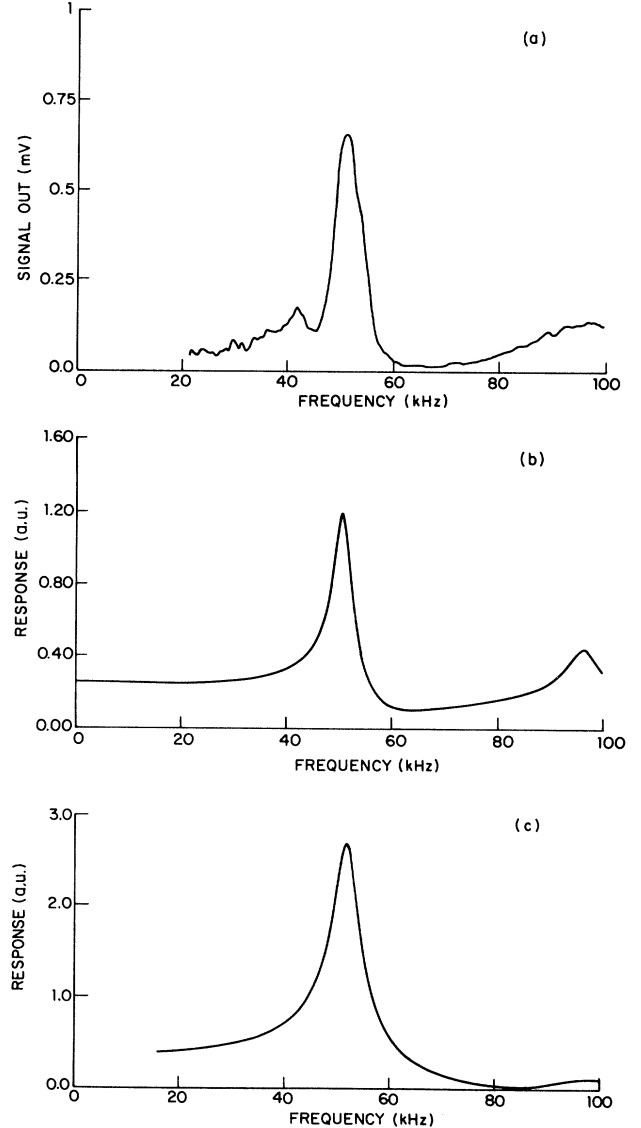 (a)
1
0.75
0.5
0.25
0.0
SIGNAL OUT (mV)
0 20 40 60 80 100
FREQUENCY (kHz)
(b)
1.60
1.20
0.80
0.40
0.00
RESPONSE (a.u.)
0 20 40 60 80 100
FREQUENCY (kHz)
(c)
3.0
2.0
1.0
0.0
RESPONSE (a.u.)
0 20 40 60 80 100
FREQUENCY (kHz)